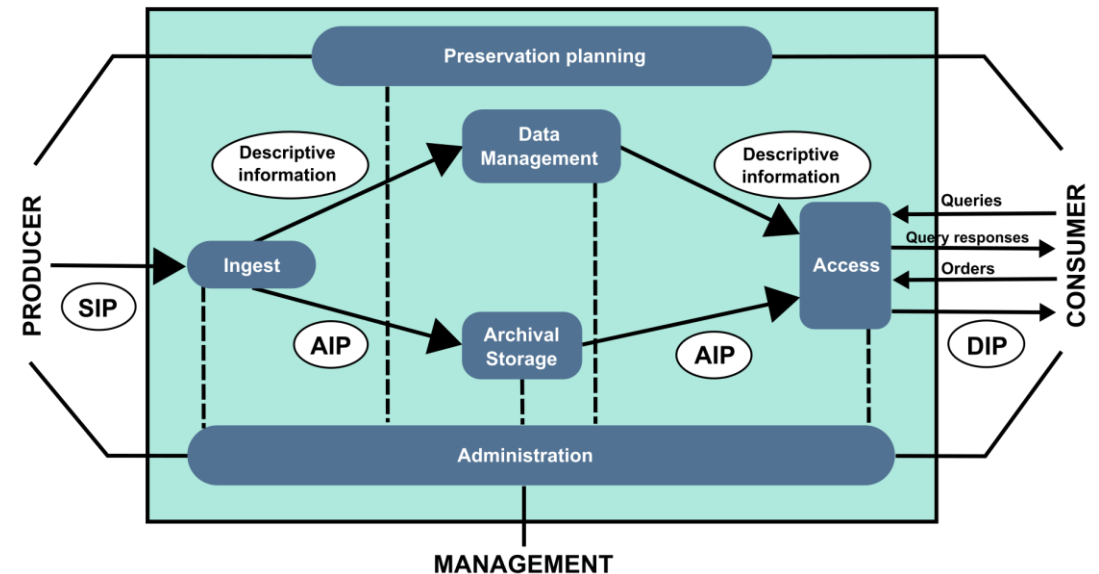 Preservation planning
Data
Management
Descriptive
information
Descriptive
information
PRODUCER
SIP
Ingest
AIP
Archival
Storage
AIP
Access
Queries
Query responses
Orders
DIP
CONSUMER
Administration
MANAGEMENT